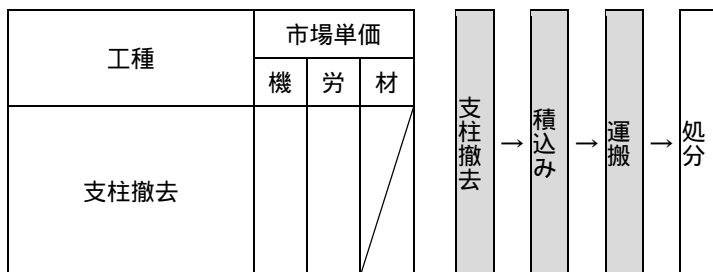 工種
市場単価
機 労 材
支柱撤去
支柱撤去 → 積込み → 運搬 → 処分